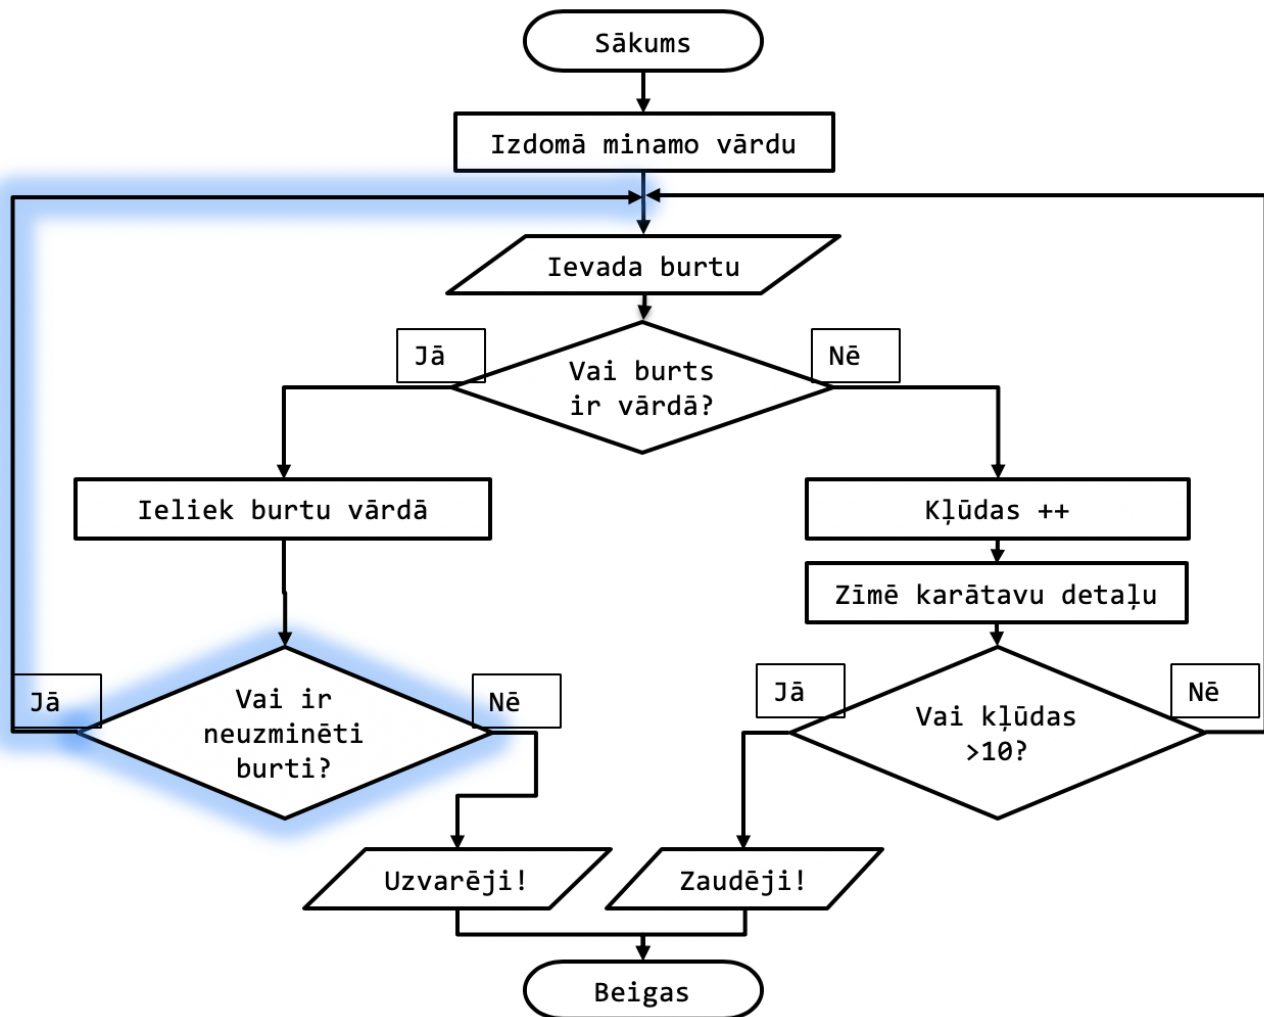 Sākums
Izdomā minamo vārdu
Ievada burtu
Jā
Nē
Vai burts
ir vārdā?
Ieliek burtu vārdā
Kļūdas ++
Zīmē karātavu detaļu
Jā
Vai ir
neuzminēti
burti?
Nē
Jā
Vai kļūdas
>10?
Nē
Uzvarēji!
Zaudēji!
Beigas